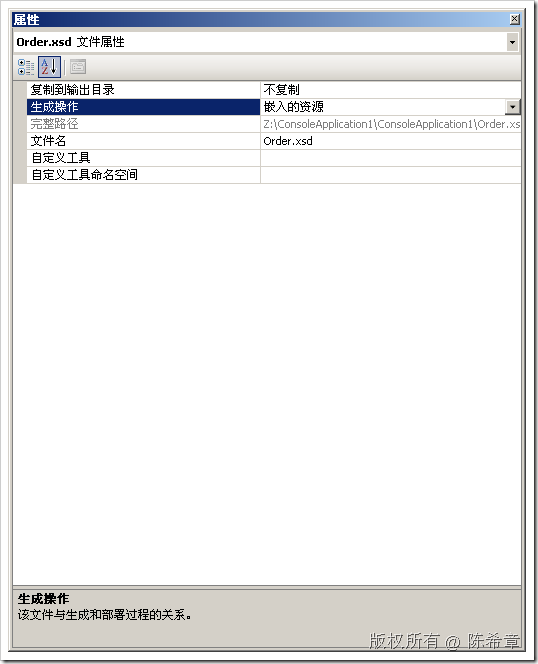 属性
Order.xsd 文件属性
复制到输出目录 不复制
生成操作 嵌入的资源
完整路径 Z:\ConsoleApplication1\ConsoleApplication1\Order.xs
文件名 Order.xsd
自定义工具
自定义工具命名空间
生成操作
该文件与生成和部署过程的关系。
版权所有 @ 陈希章